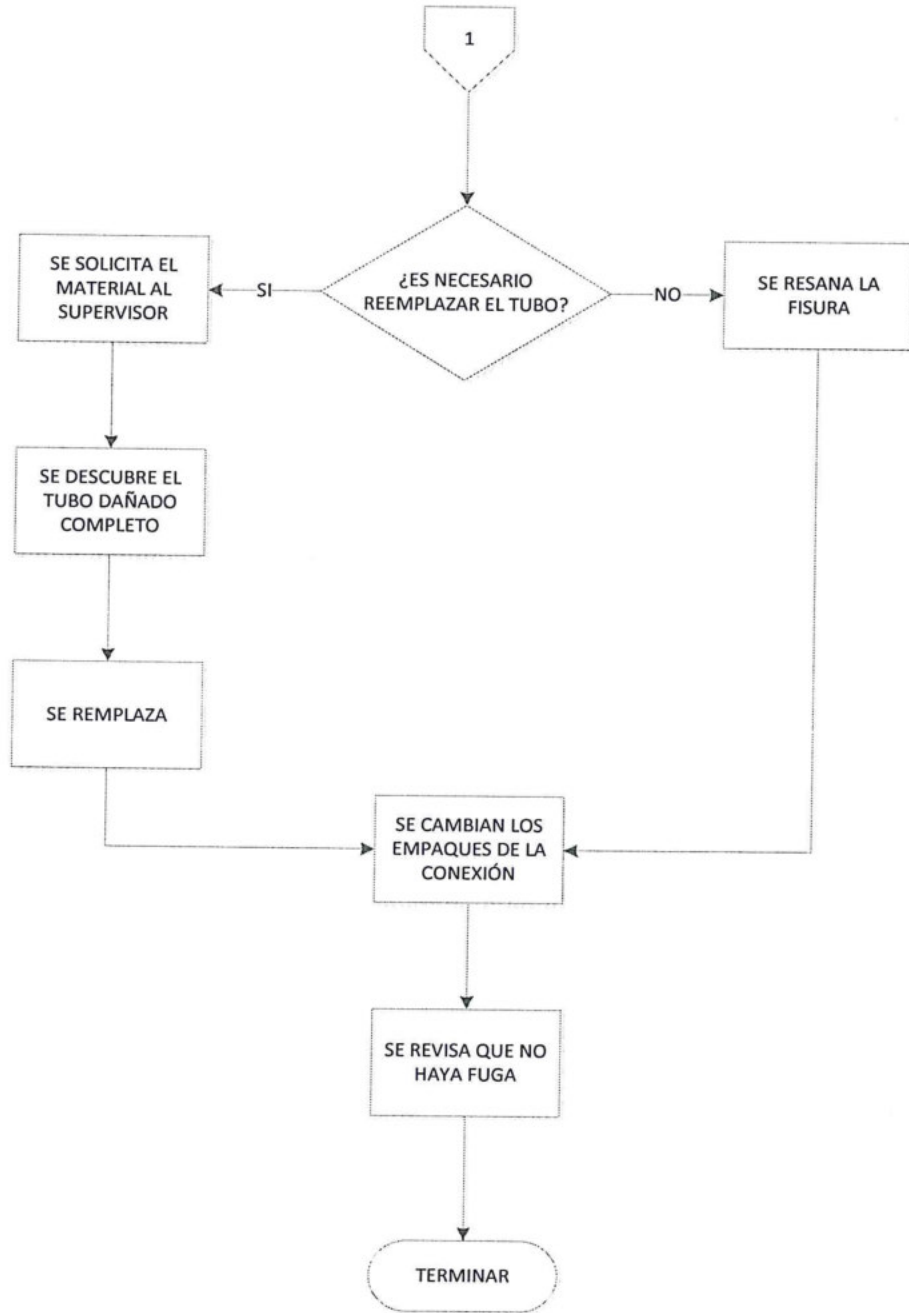 1
¿ES NECESARIO
REEMPLAZAR EL TUBO?
SI
NO
SE SOLICITA EL
MATERIAL AL
SUPERVISOR
SE RESANA LA
FISURA
SE DESCUBRE EL
TUBO DAÑADO
COMPLETO
SE REMPLAZA
SE CAMBIAN LOS
EMPAQUES DE LA
CONEXIÓN
SE REVISA QUE NO
HAYA FUGA
TERMINAR